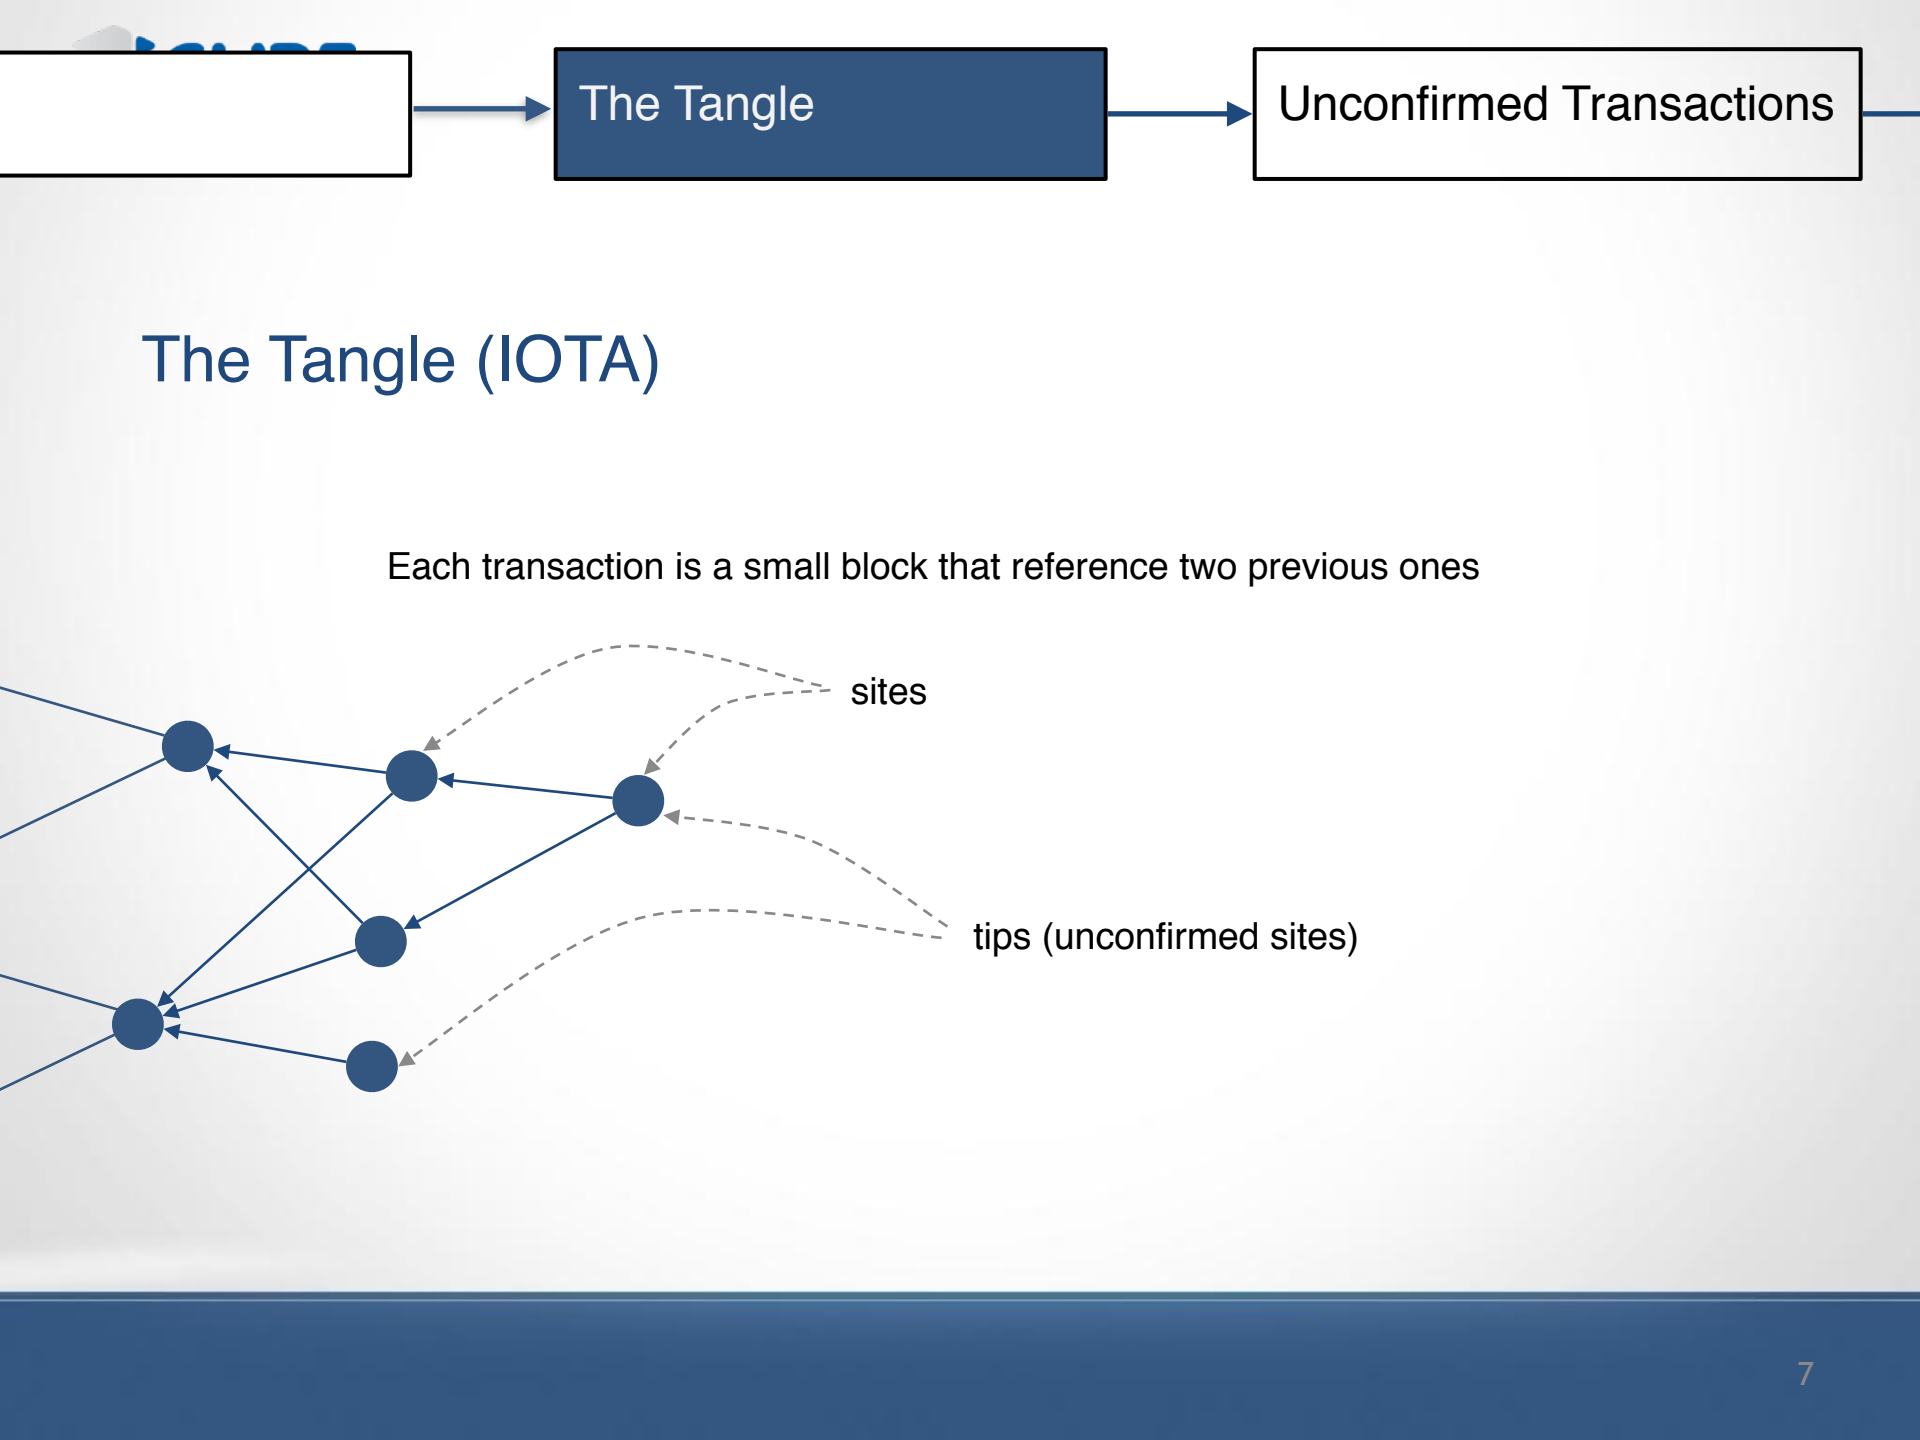 The Tangle
Unconfirmed Transactions
The Tangle (IOTA)
Each transaction is a small block that reference two previous ones
sites
tips (unconfirmed sites)
7